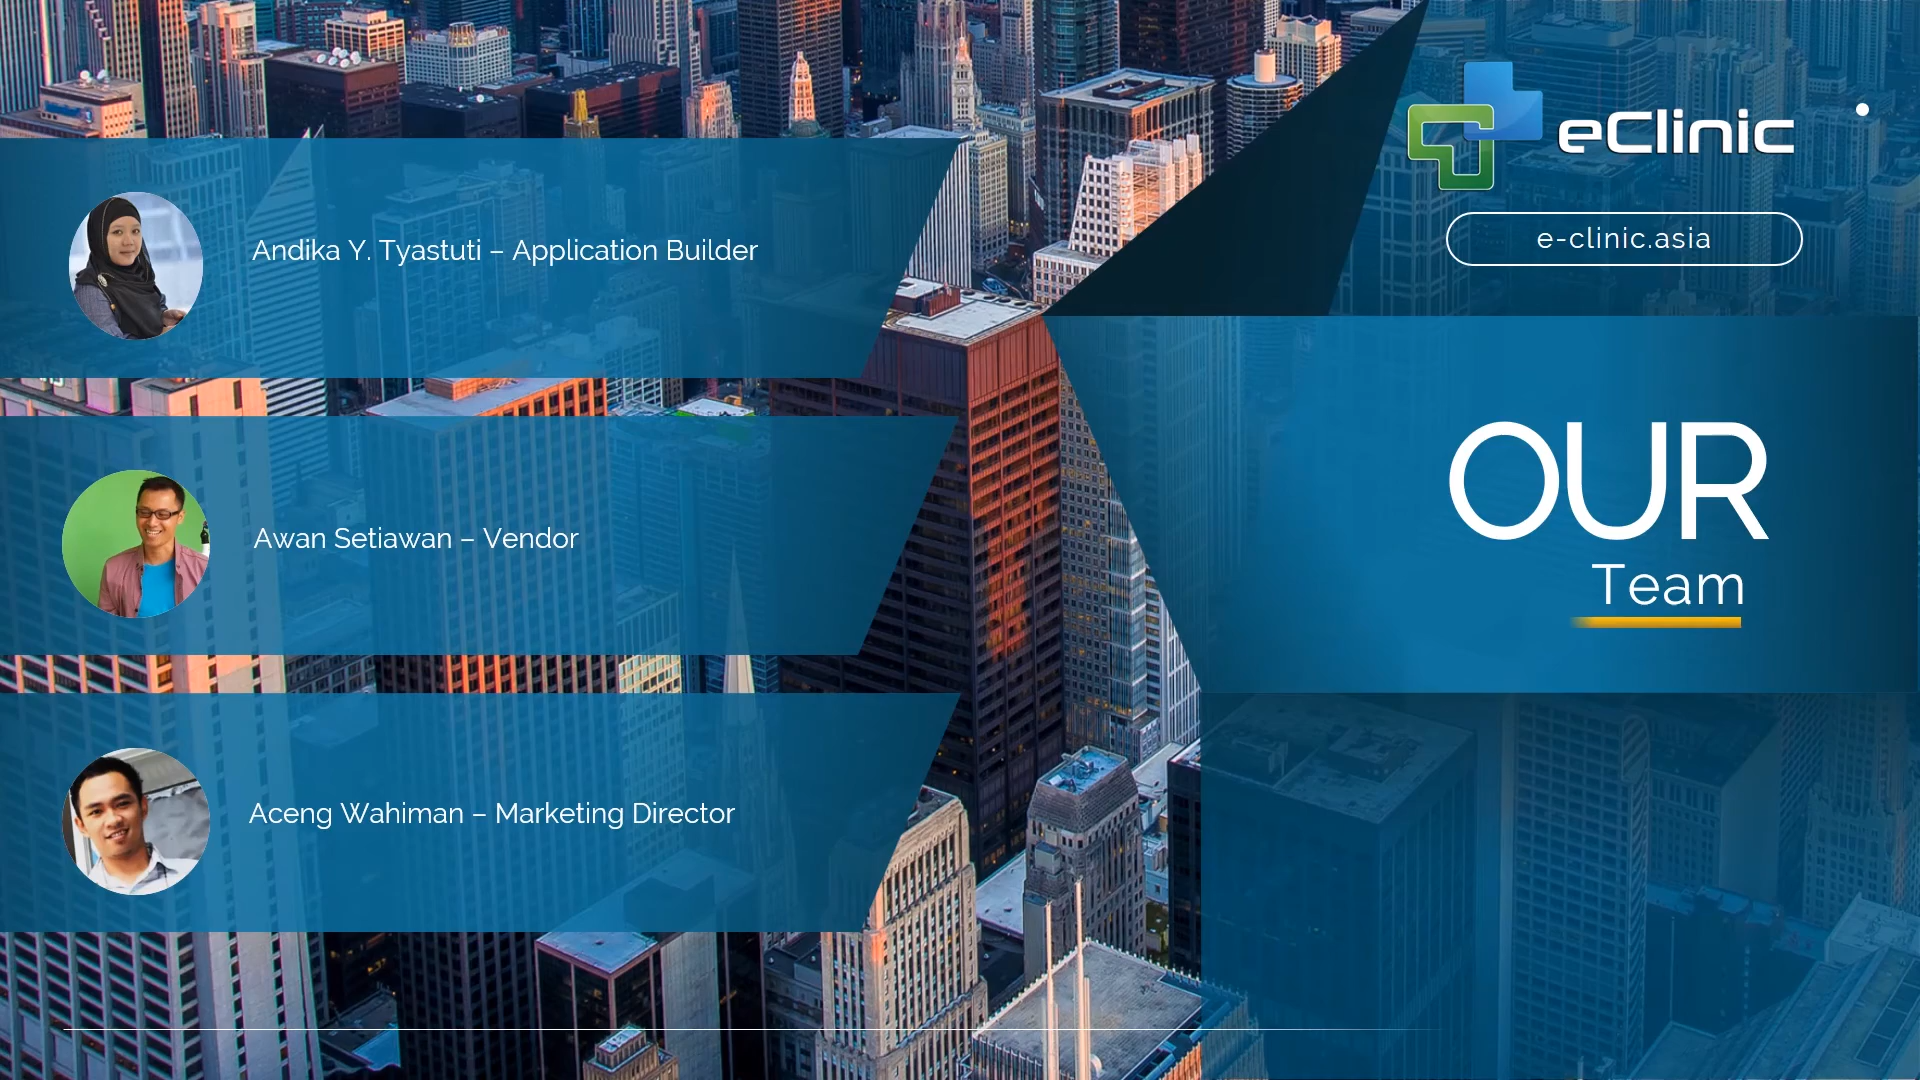 eClinic
e-clinic.asia
OUR
Team
Andika Y. Tyastuti – Application Builder
Awan Setiawan – Vendor
Aceng Wahiman – Marketing Director